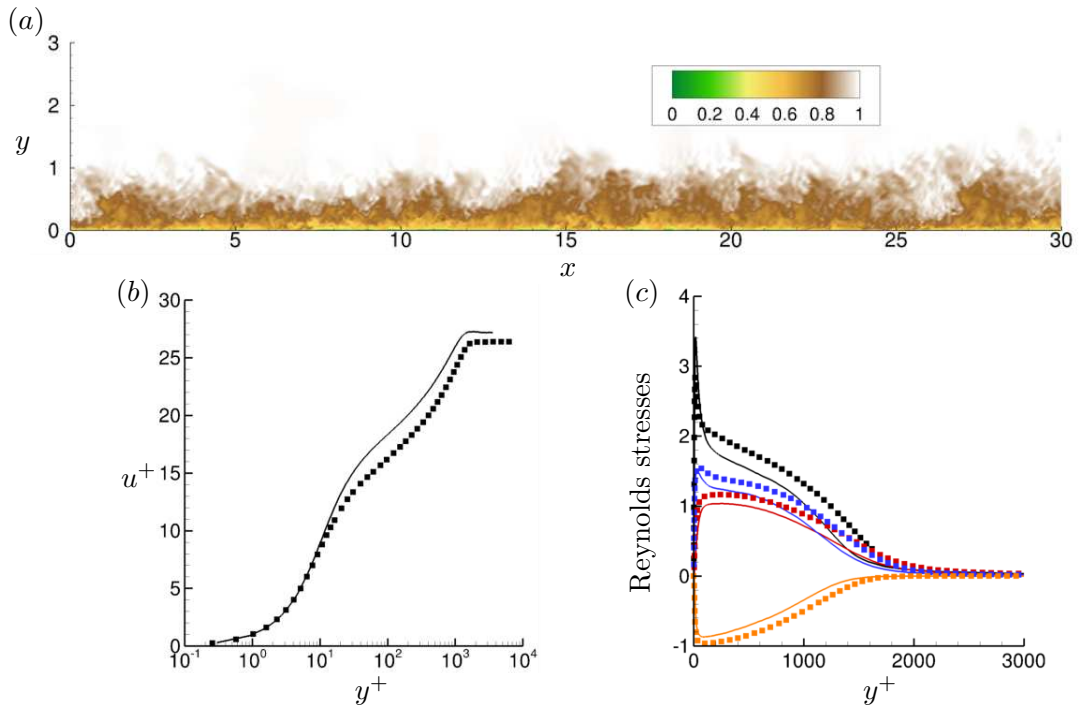 (a)
3
2
1
0
y
0 0.2 0.4 0.6 0.8 1
0 5 10 15 20 25 30
x
(b)
30
25
20
15
10
5
0
u⁺
10⁻¹ 10⁰ 10¹ 10² 10³ 10⁴
y⁺
(c)
4
3
2
1
0
-1
Reynolds stresses
0 1000 2000 3000
y⁺